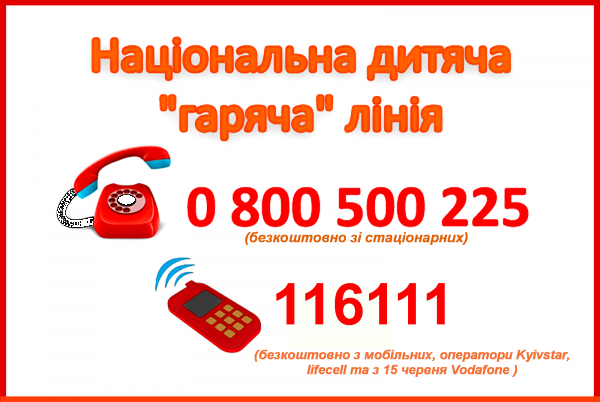 Національна дитяча
"гаряча" лінія
0 800 500 225
(безкоштовно зі стаціонарних)
116111
(безкоштовно з мобільних, оператори Kyivstar,
lifecell та з 15 червня Vodafone )